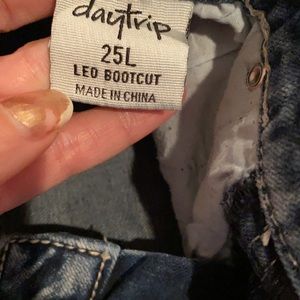 daytrip
25L
LEO BOOTCUT
MADE IN CHINA